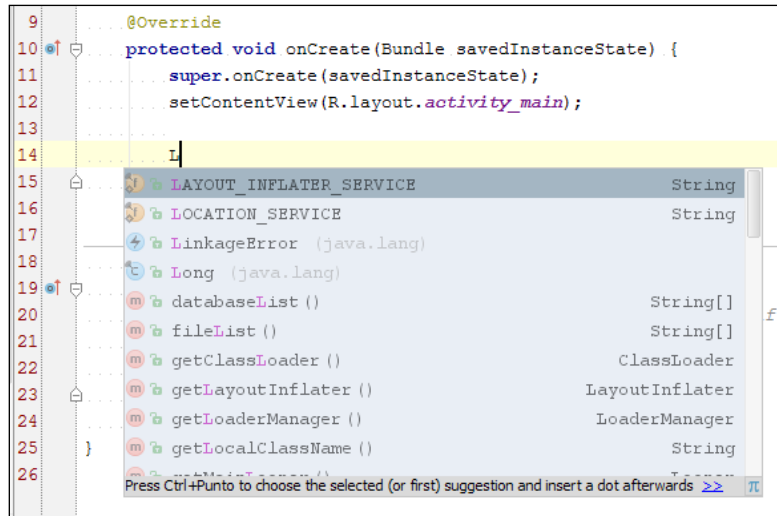 9 @Override
10 protected void onCreate(Bundle savedInstanceState) {
11 super.onCreate(savedInstanceState);
12 setContentView(R.layout.activity_main);
13
14 L
15 LAYOUT_INFLATER_SERVICE String
16 LOCATION_SERVICE String
17 LinkageError (java.lang)
18 Long (java.lang)
19 databaseList() String[]
20 fileList() String[] f
21 getClassLoader() ClassLoader
22 getLayoutInflater() LayoutInflater
23 getLoaderManager() LoaderManager
24 getLocalClassName() String
25 }
26
Press Ctrl+Punto to choose the selected (or first) suggestion and insert a dot afterwards >> π